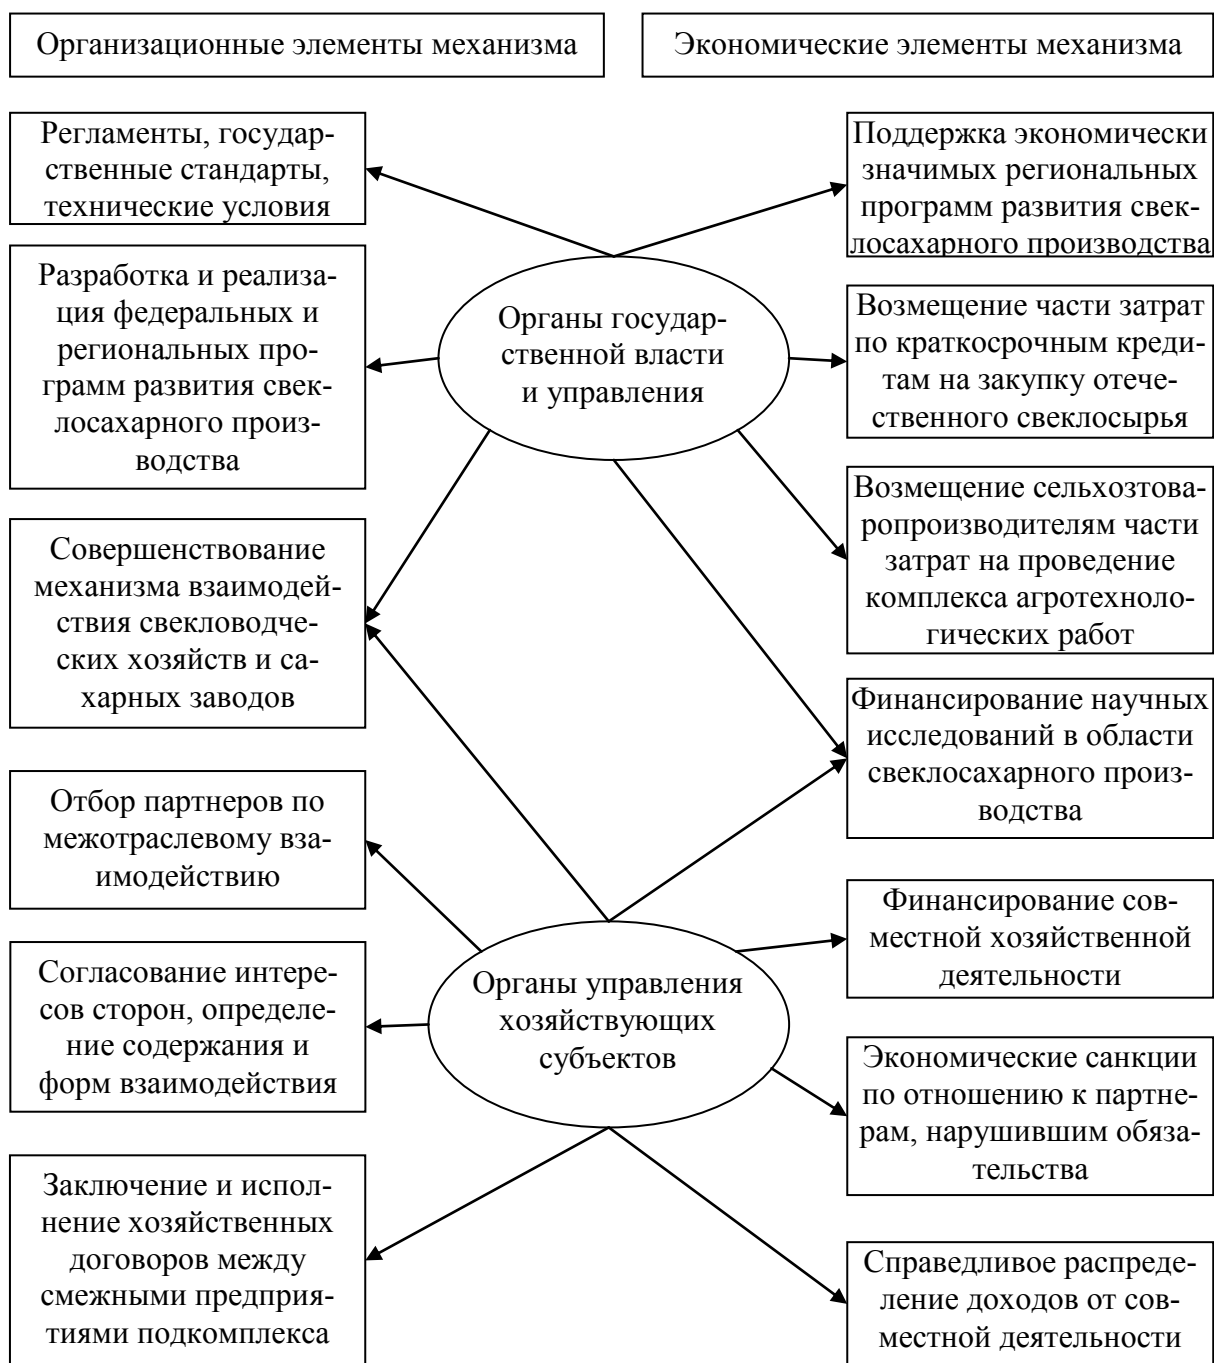 Организационные элементы механизма
Экономические элементы механизма
Регламенты, государ-
ственные стандарты,
технические условия
Разработка и реализа-
ция федеральных и
региональных про-
грамм развития свек-
лосахарного произ-
водства
Совершенствование
механизма взаимодей-
ствия свекловодче-
ских хозяйств и са-
харных заводов
Отбор партнеров по
межотраслевому вза-
имодействию
Согласование интере-
сов сторон, определе-
ние содержания и
форм взаимодействия
Заключение и испол-
нение хозяйственных
договоров между
смежными предприя-
тиями подкомплекса
Органы государ-
ственной власти
и управления
Органы управления
хозяйствующих
субъектов
Поддержка экономически
значимых региональных
программ развития свек-
лосахарного производства
Возмещение части затрат
по краткосрочным креди-
там на закупку отече-
ственного свеклосырья
Возмещение сельхозтова-
ропроизводителям части
затрат на проведение
комплекса агротехноло-
гических работ
Финансирование научных
исследований в области
свеклосахарного произ-
водства
Финансирование сов-
местной хозяйственной
деятельности
Экономические санкции
по отношению к партне-
рам, нарушившим обяза-
тельства
Справедливое распреде-
ление доходов от сов-
местной деятельности